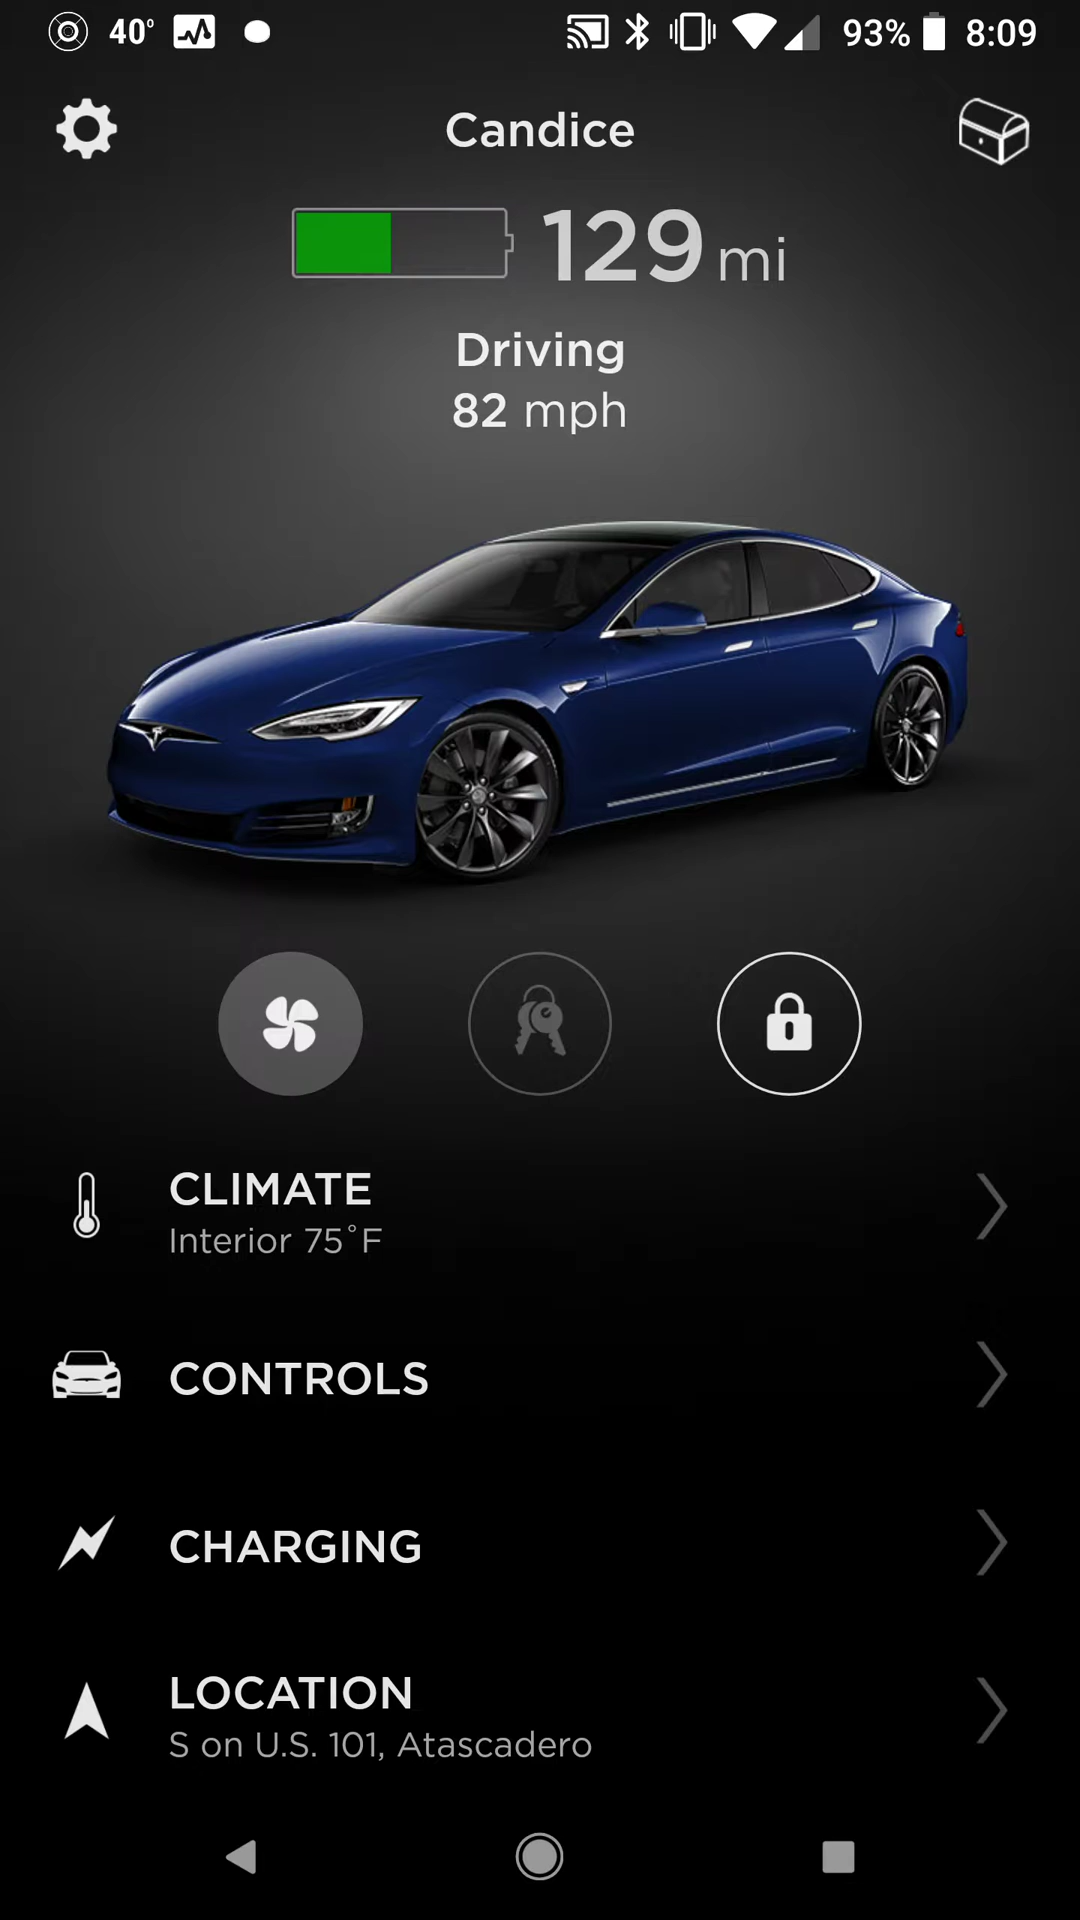 40° 93% 8:09
Candice
129 mi
Driving
82 mph
CLIMATE
Interior 75°F
CONTROLS
CHARGING
LOCATION
S on U.S. 101, Atascadero